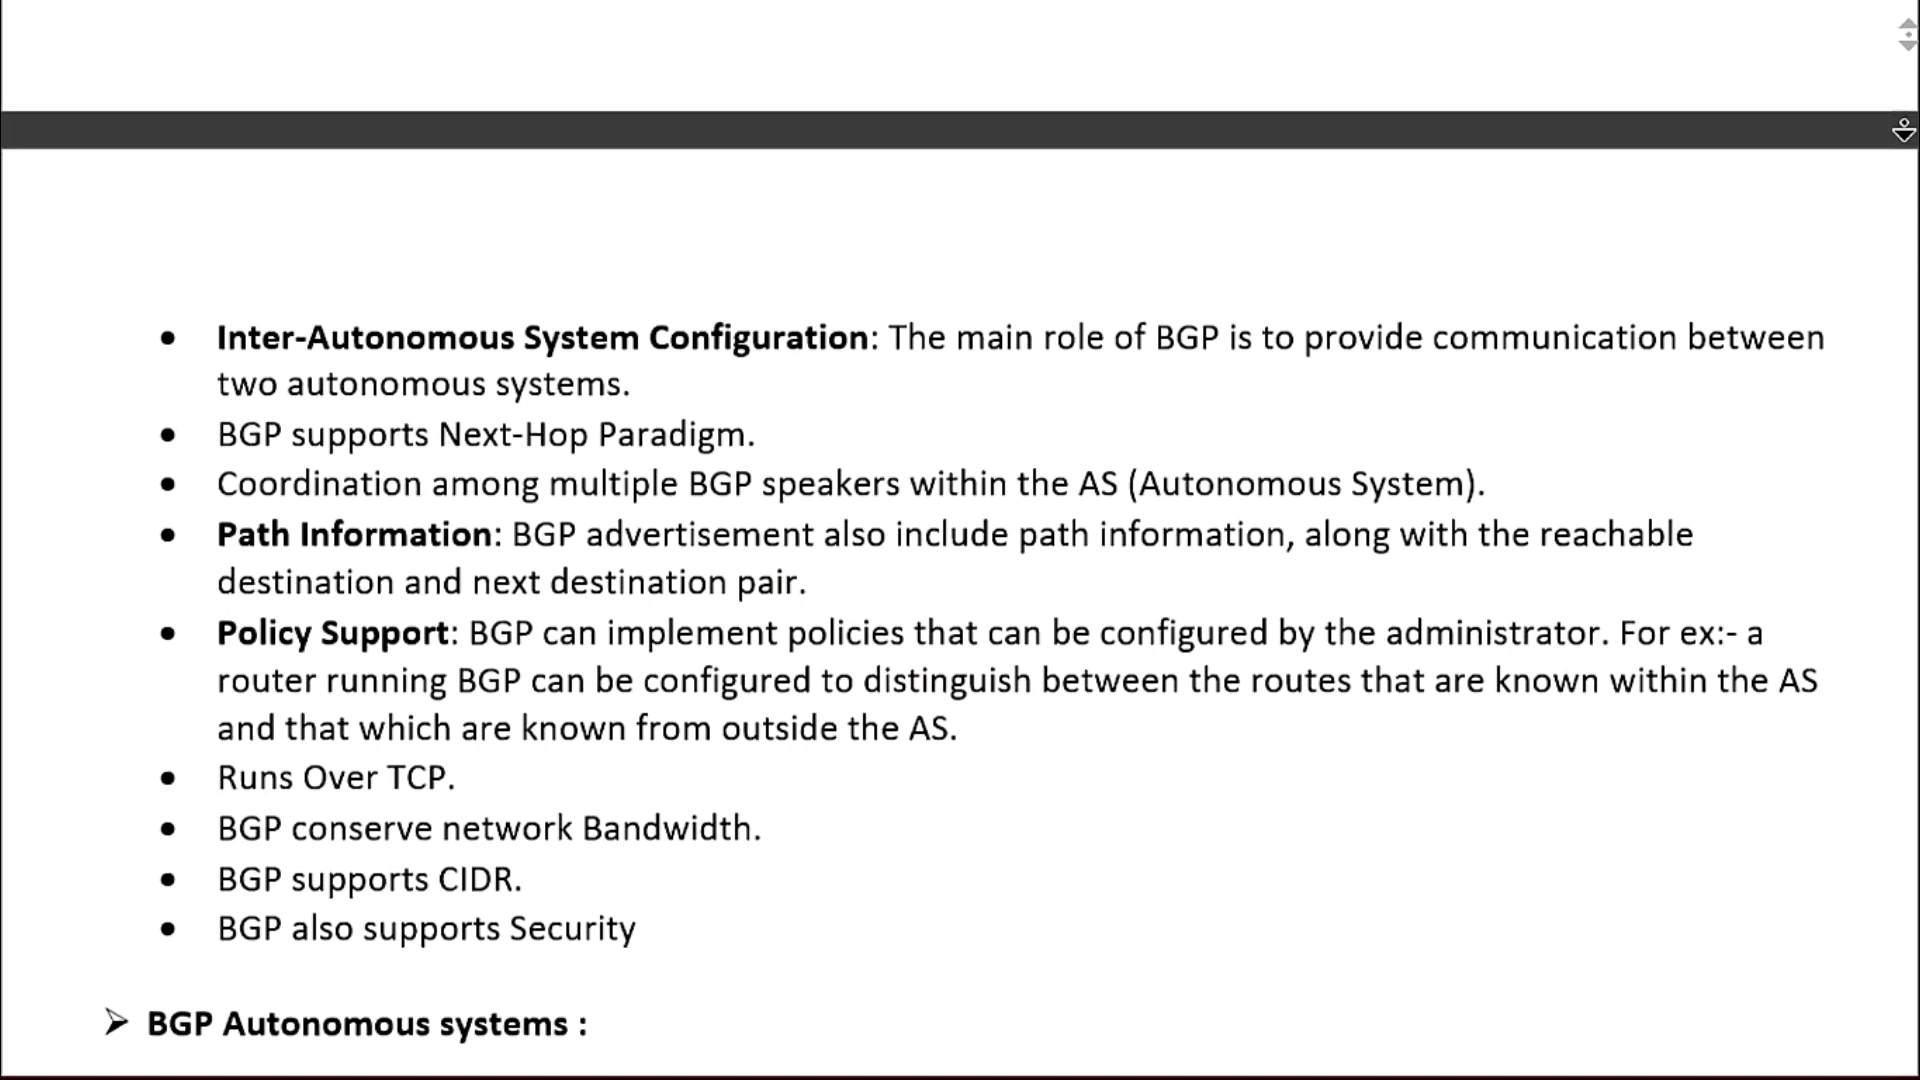 • Inter-Autonomous System Configuration: The main role of BGP is to provide communication between
two autonomous systems.
• BGP supports Next-Hop Paradigm.
• Coordination among multiple BGP speakers within the AS (Autonomous System).
• Path Information: BGP advertisement also include path information, along with the reachable
destination and next destination pair.
• Policy Support: BGP can implement policies that can be configured by the administrator. For ex:- a
router running BGP can be configured to distinguish between the routes that are known within the AS
and that which are known from outside the AS.
• Runs Over TCP.
• BGP conserve network Bandwidth.
• BGP supports CIDR.
• BGP also supports Security
➢ BGP Autonomous systems :